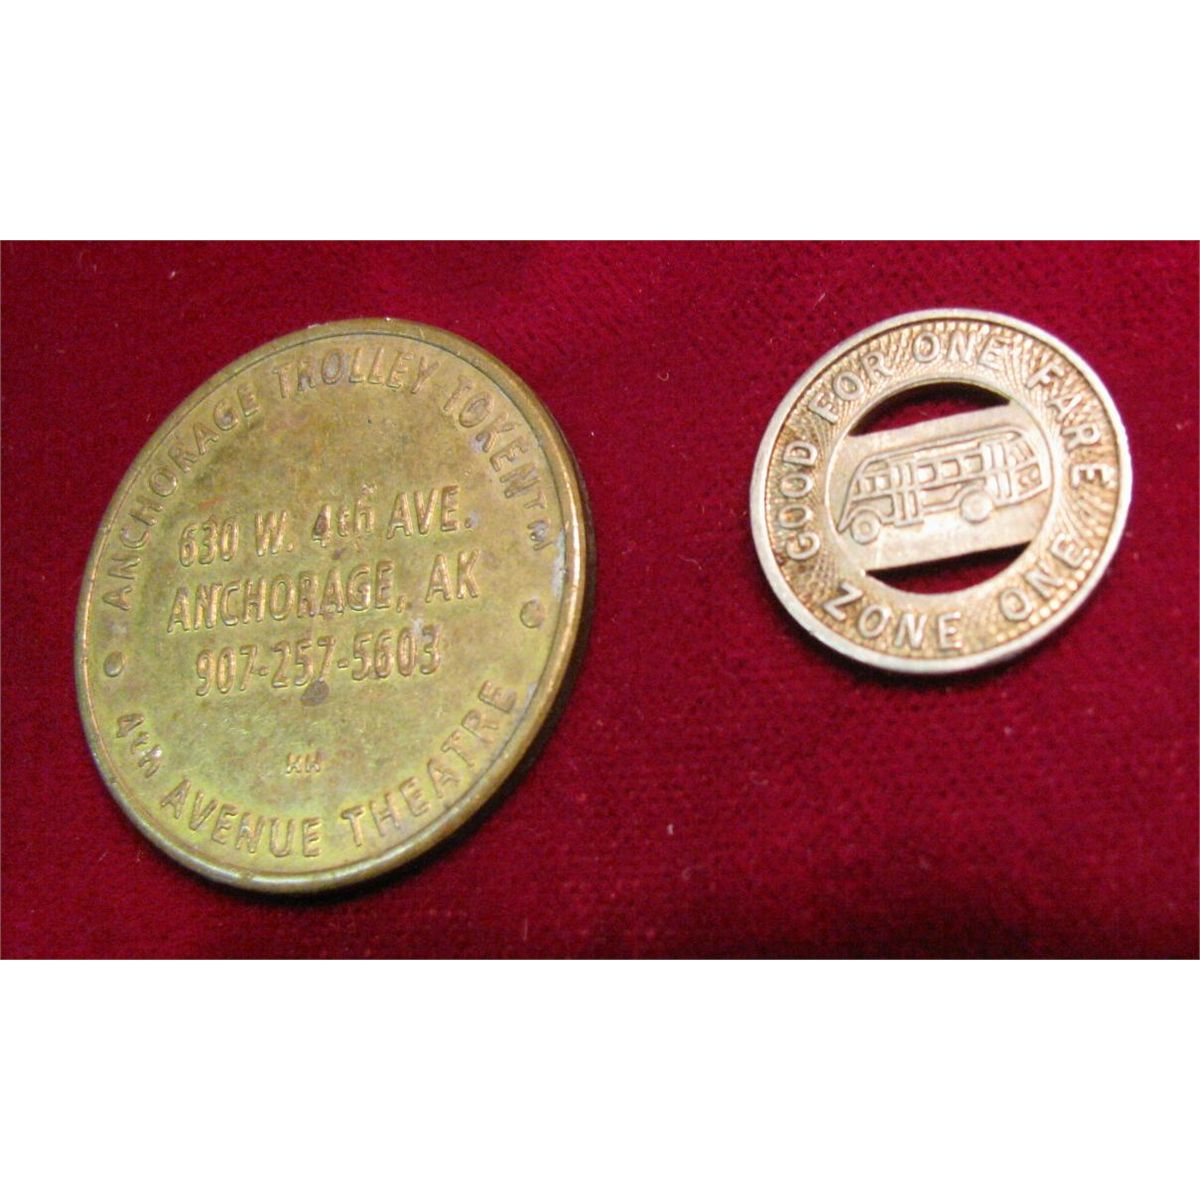 ANCHORAGE TROLLEY TOKEN™
630 W. 4th AVE.
ANCHORAGE, AK
907-257-5603
KH
4th AVENUE THEATRE
GOOD FOR ONE FARE
ZONE ONE